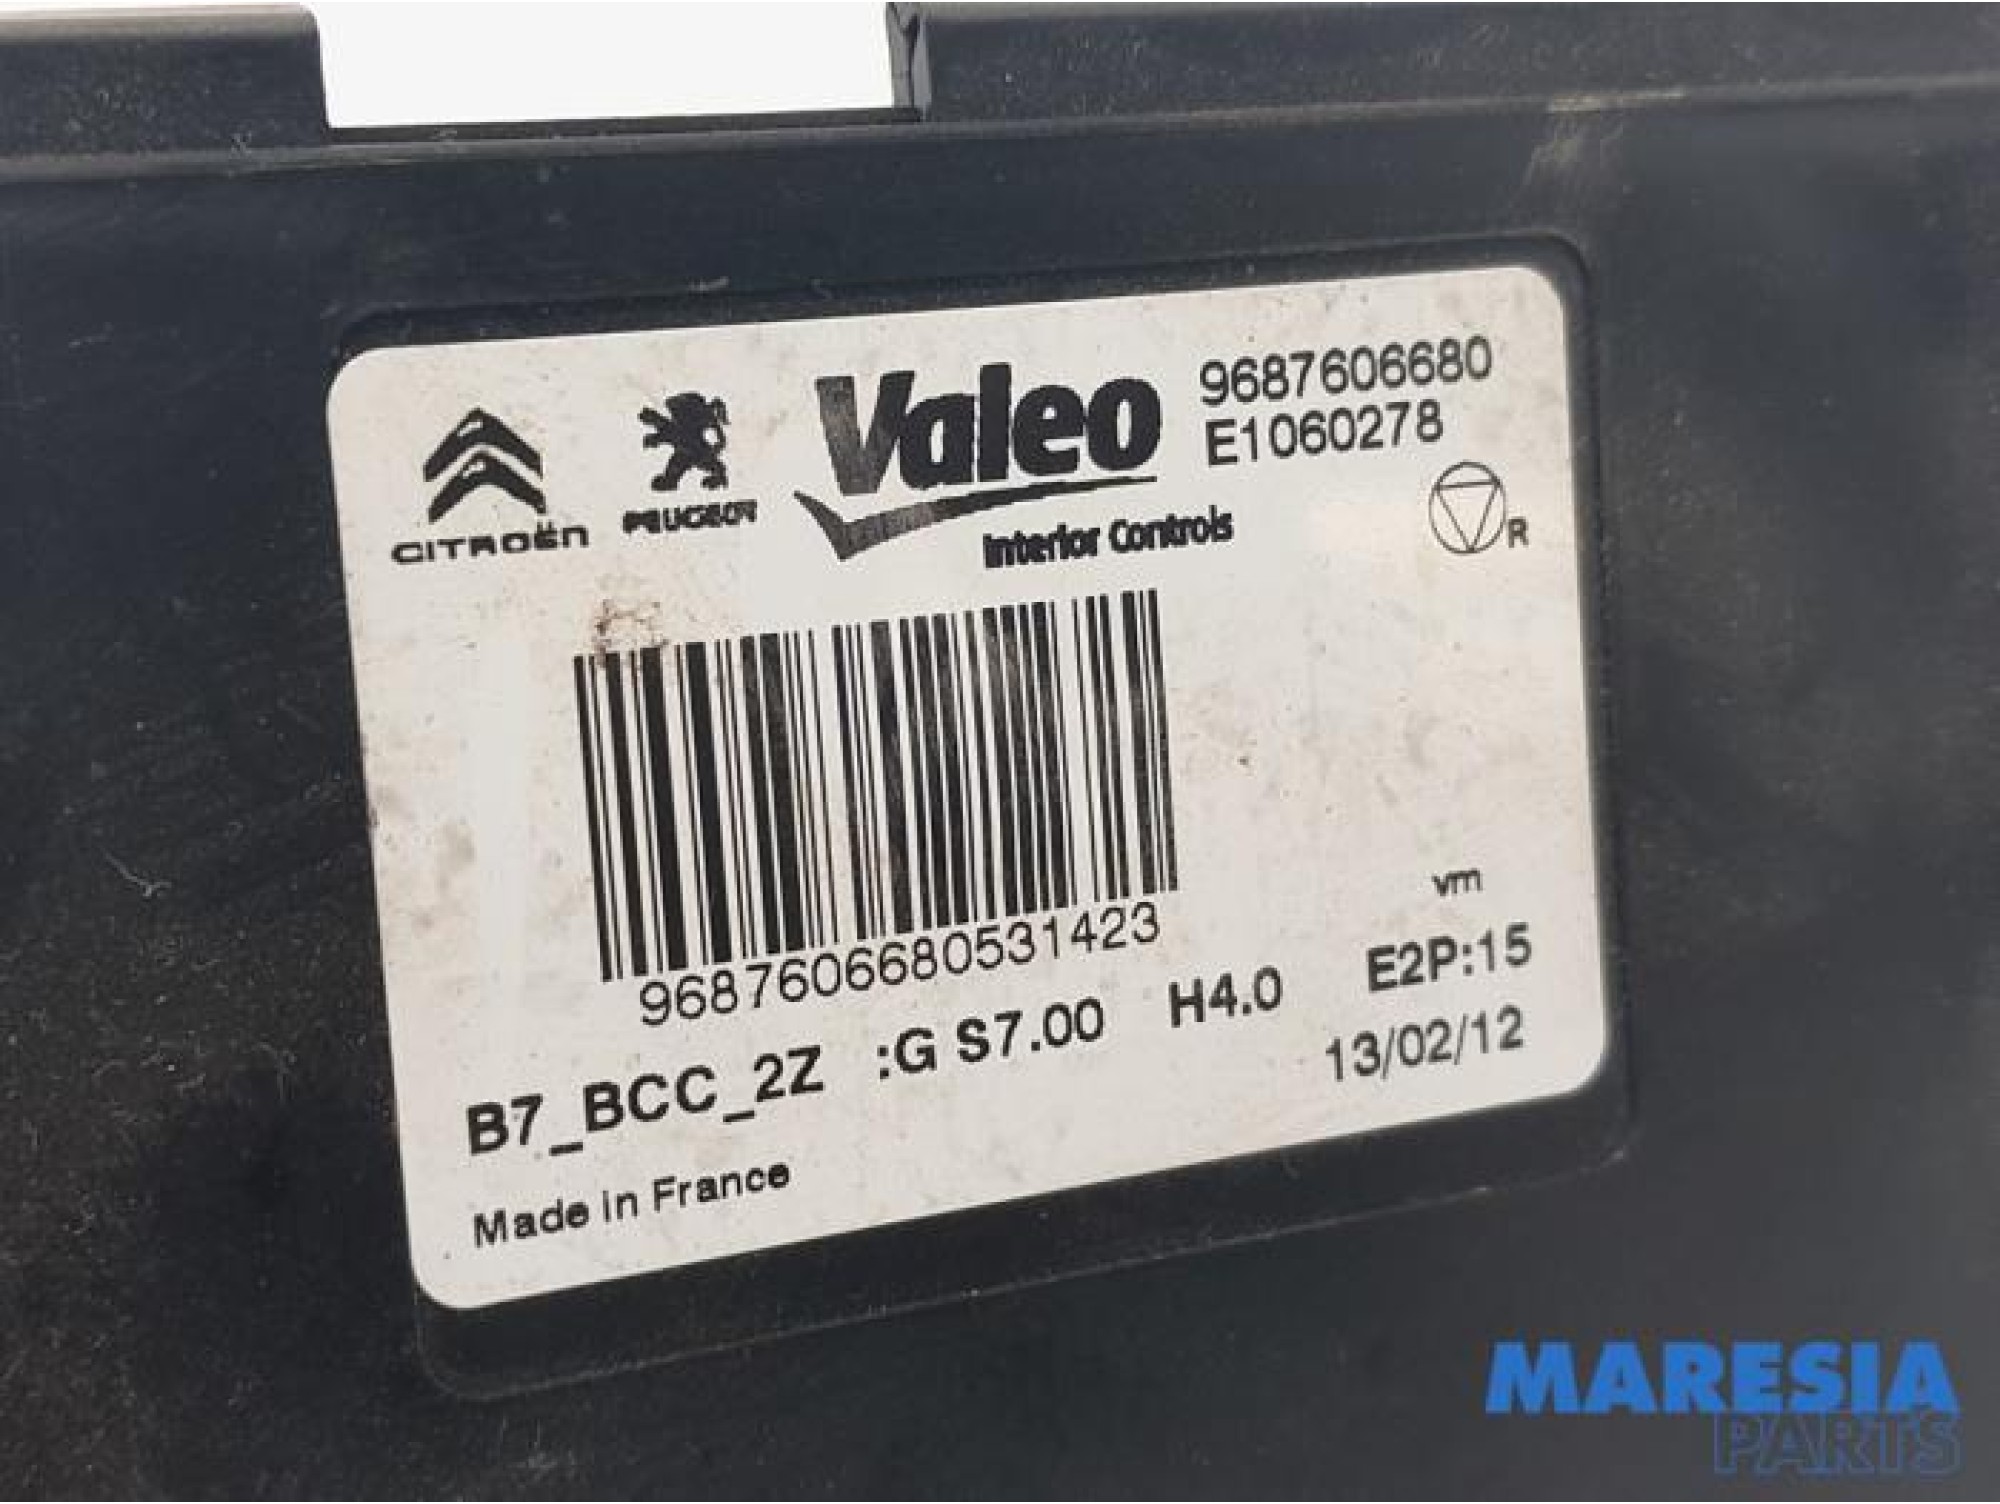 CITROËN PEUGEOT Valeo 9687606680
E1060278
Interior Controls
R
9687606680531423
vm
B7_BCC_2Z :G S7.00 H4.0 E2P:15
13/02/12
Made in France
MARESIA
PARTS